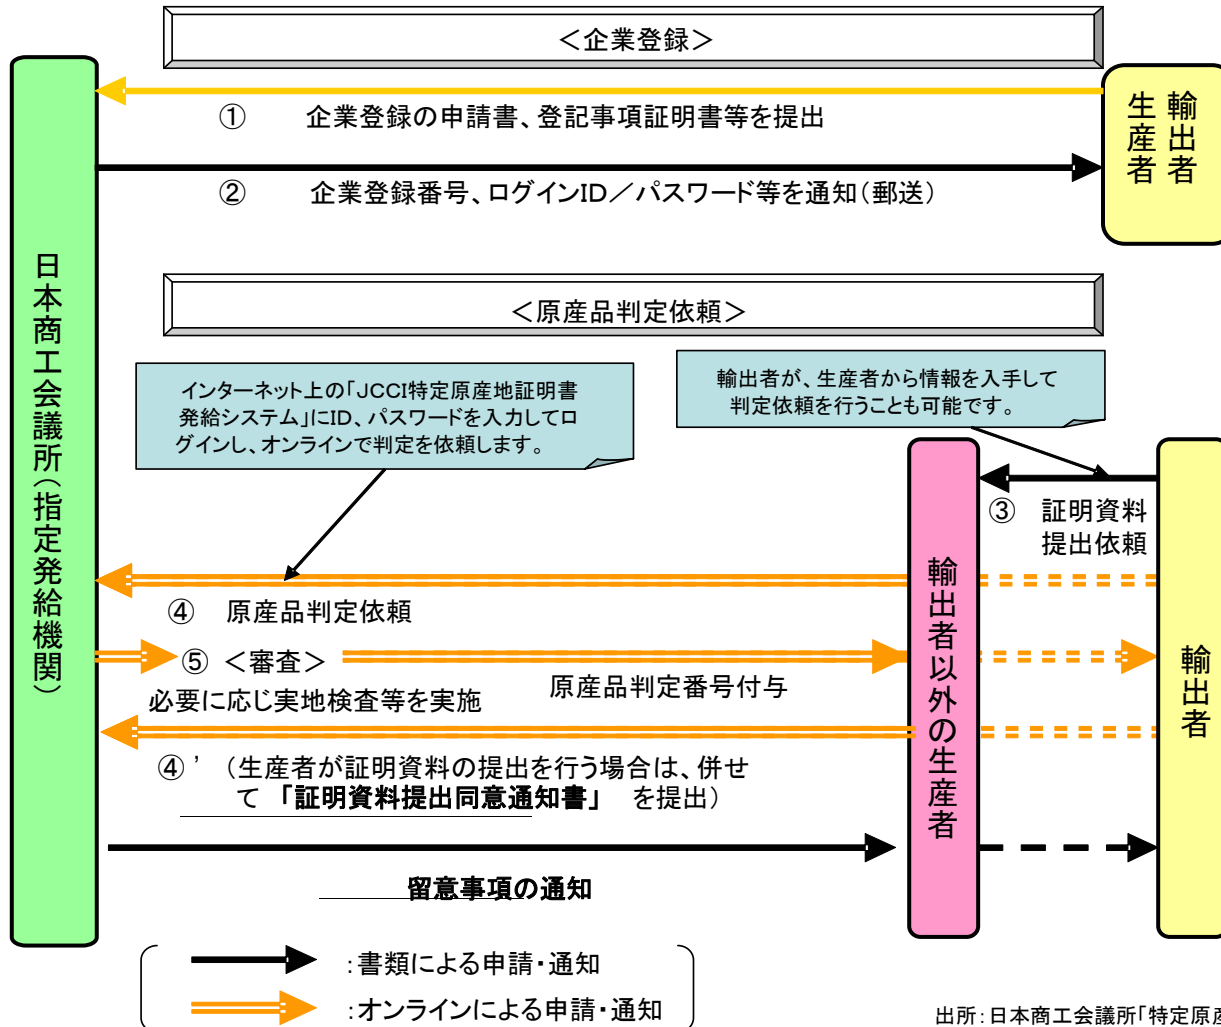 ＜企業登録＞
① 企業登録の申請書、登記事項証明書等を提出
② 企業登録番号、ログインID／パスワード等を通知（郵送）
輸出者
生産者
日本商工会議所（指定発給機関）
＜原産品判定依頼＞
インターネット上の「JCCI特定原産地証明書
発給システム」にID、パスワードを入力してロ
グインし、オンラインで判定を依頼します。
輸出者が、生産者から情報を入手して
判定依頼を行うことも可能です。
③ 証明資料
提出依頼
輸出者以外の生産者
輸出者
④ 原産品判定依頼
⑤ ＜審査＞
必要に応じ実地検査等を実施
原産品判定番号付与
④ ’ （生産者が証明資料の提出を行う場合は、併せ
て 「証明資料提出同意通知書」 を提出）
留意事項の通知
：書類による申請・通知
：オンラインによる申請・通知
出所：日本商工会議所「特定原産